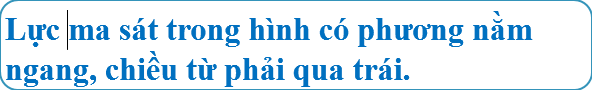 Lực ma sát trong hình có phương nằm
ngang, chiều từ phải qua trái.